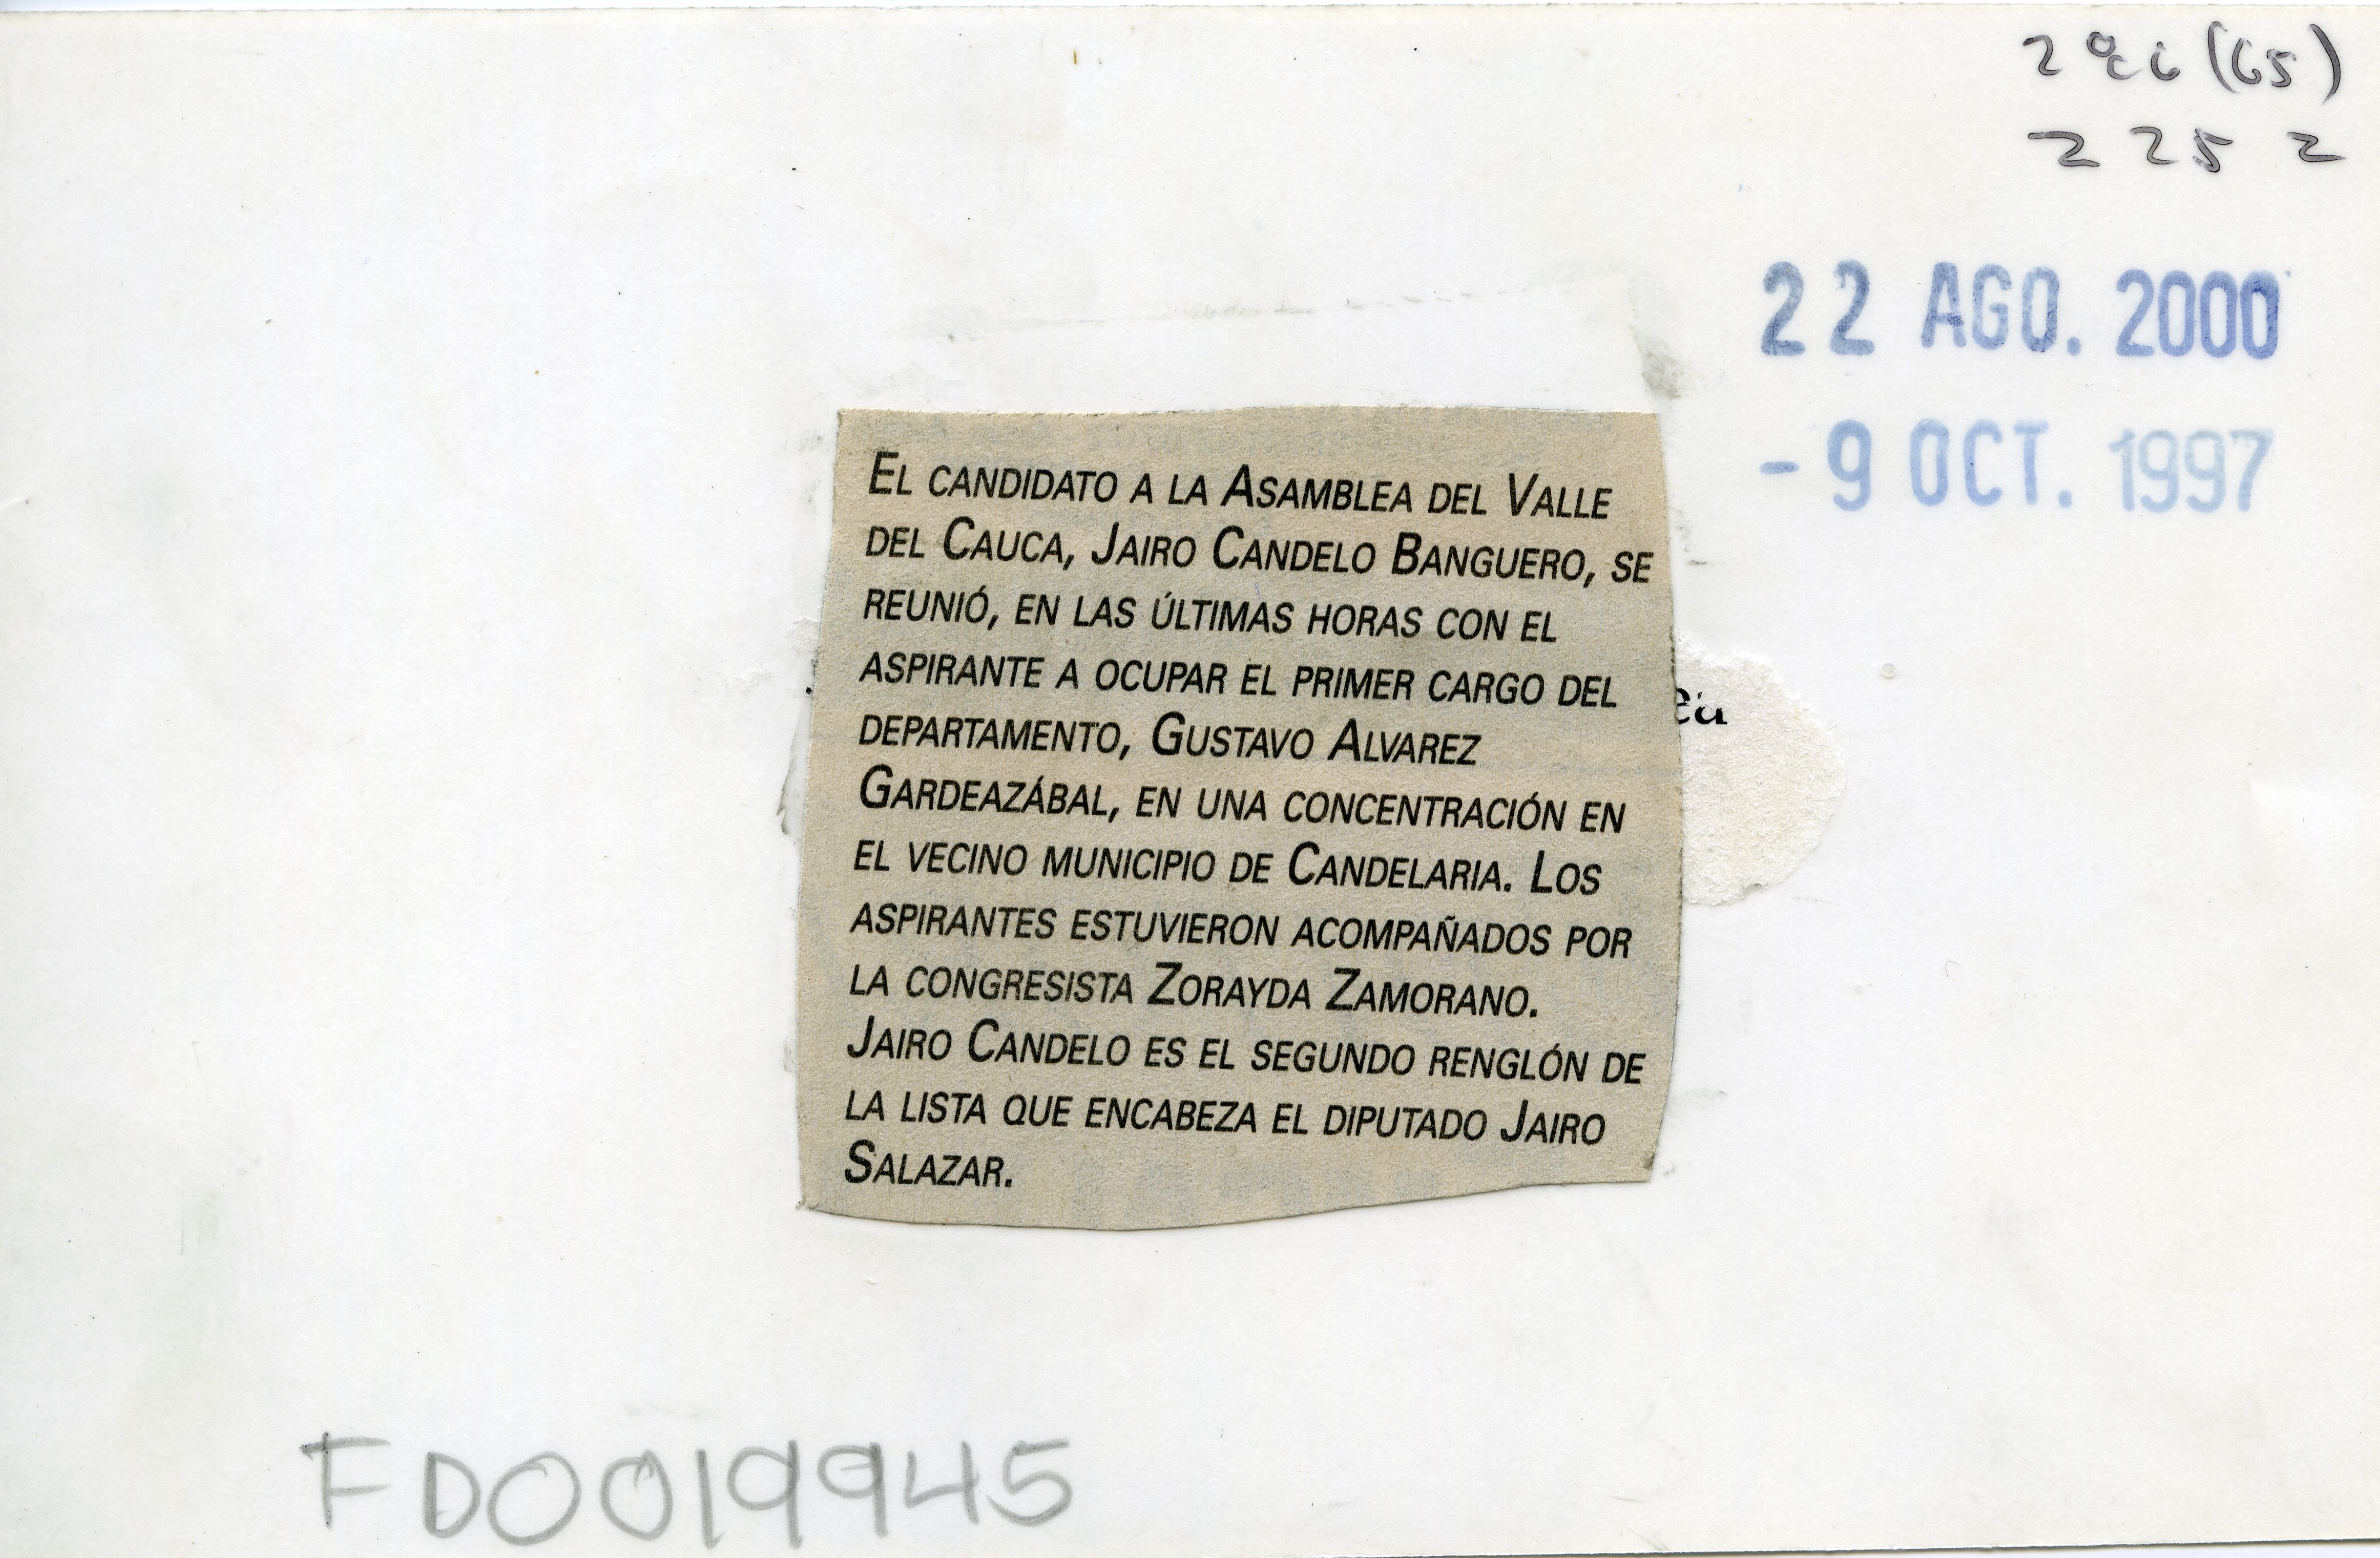 (65)
2252
22 AGO. 2000
- 9 OCT. 1997
EL CANDIDATO A LA ASAMBLEA DEL VALLE
DEL CAUCA, JAIRO CANDELO BANGUERO, SE
REUNIÓ, EN LAS ÚLTIMAS HORAS CON EL
ASPIRANTE A OCUPAR EL PRIMER CARGO DEL
DEPARTAMENTO, GUSTAVO ALVAREZ
GARDEAZÁBAL, EN UNA CONCENTRACIÓN EN
EL VECINO MUNICIPIO DE CANDELARIA. LOS
ASPIRANTES ESTUVIERON ACOMPAÑADOS POR
LA CONGRESISTA ZORAYDA ZAMORANO.
JAIRO CANDELO ES EL SEGUNDO RENGLÓN DE
LA LISTA QUE ENCABEZA EL DIPUTADO JAIRO
SALAZAR.
FD0019945